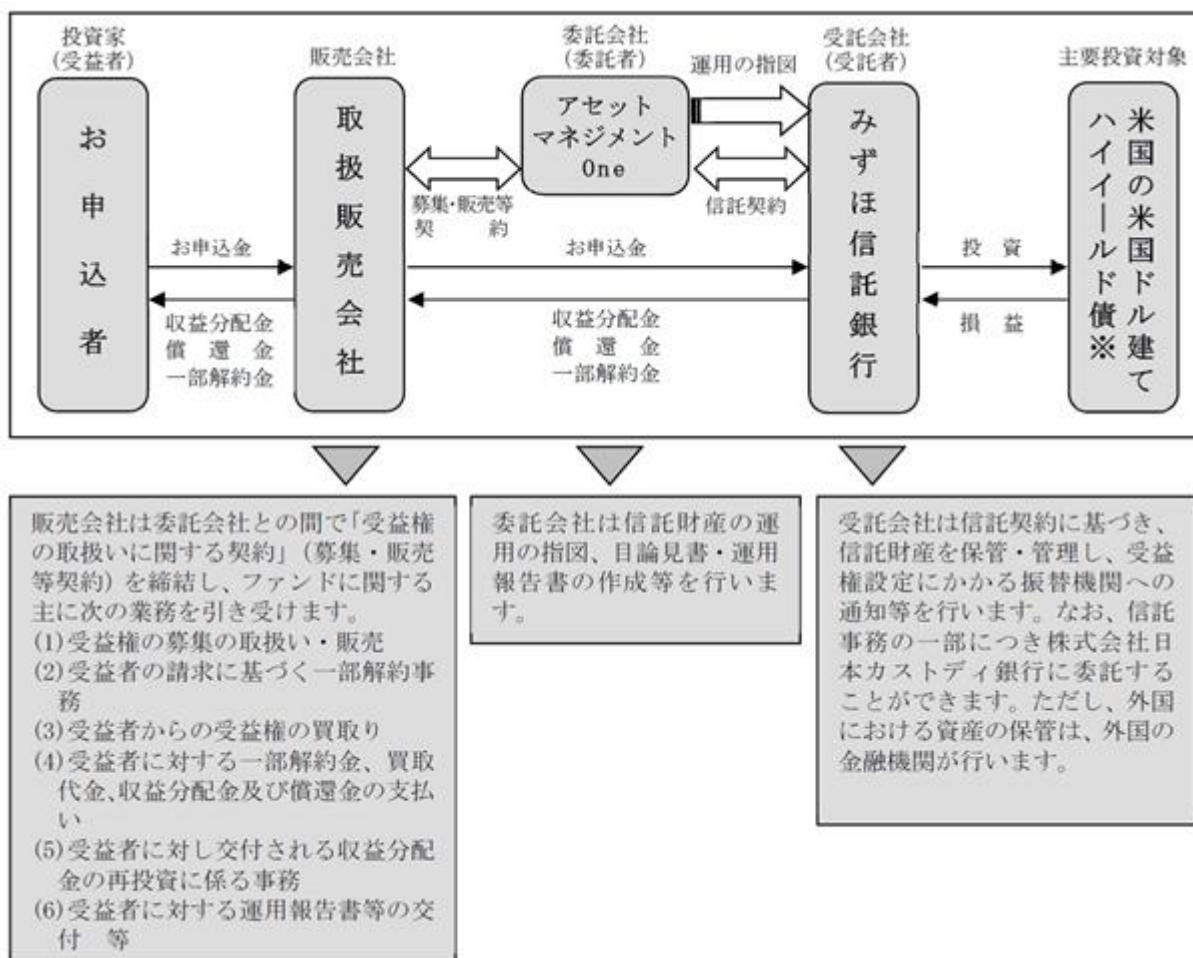 投資家
(受益者)
販売会社
委託会社
(委託者)
運用の指図
受託会社
(受託者)
主要投資対象
お申込者
取扱販売会社
アセット
マネジメント
One
みずほ信託銀行
米国の米国ドル建て
ハイイールド債※
募集・販売等
契　約
信託契約
お申込金
お申込金
投　資
収益分配金
償　還　金
一部解約金
収益分配金
償　還　金
一部解約金
損　益
販売会社は委託会社との間で「受益権
の取扱いに関する契約」(募集・販売
等契約)を締結し、ファンドに関する
主に次の業務を引き受けます。
(1)受益権の募集の取扱い・販売
(2)受益者の請求に基づく一部解約事
務
(3)受益者からの受益権の買取り
(4)受益者に対する一部解約金、買取
代金、収益分配金及び償還金の支払
い
(5)受益者に対し交付される収益分配
金の再投資に係る事務
(6)受益者に対する運用報告書等の交
付　等
委託会社は信託財産の運
用の指図、目論見書・運用
報告書の作成等を行いま
す。
受託会社は信託契約に基づき、
信託財産を保管・管理し、受益
権設定にかかる振替機関への
通知等を行います。なお、信託
事務の一部につき株式会社日
本カストディ銀行に委託する
ことができます。ただし、外国
における資産の保管は、外国の
金融機関が行います。